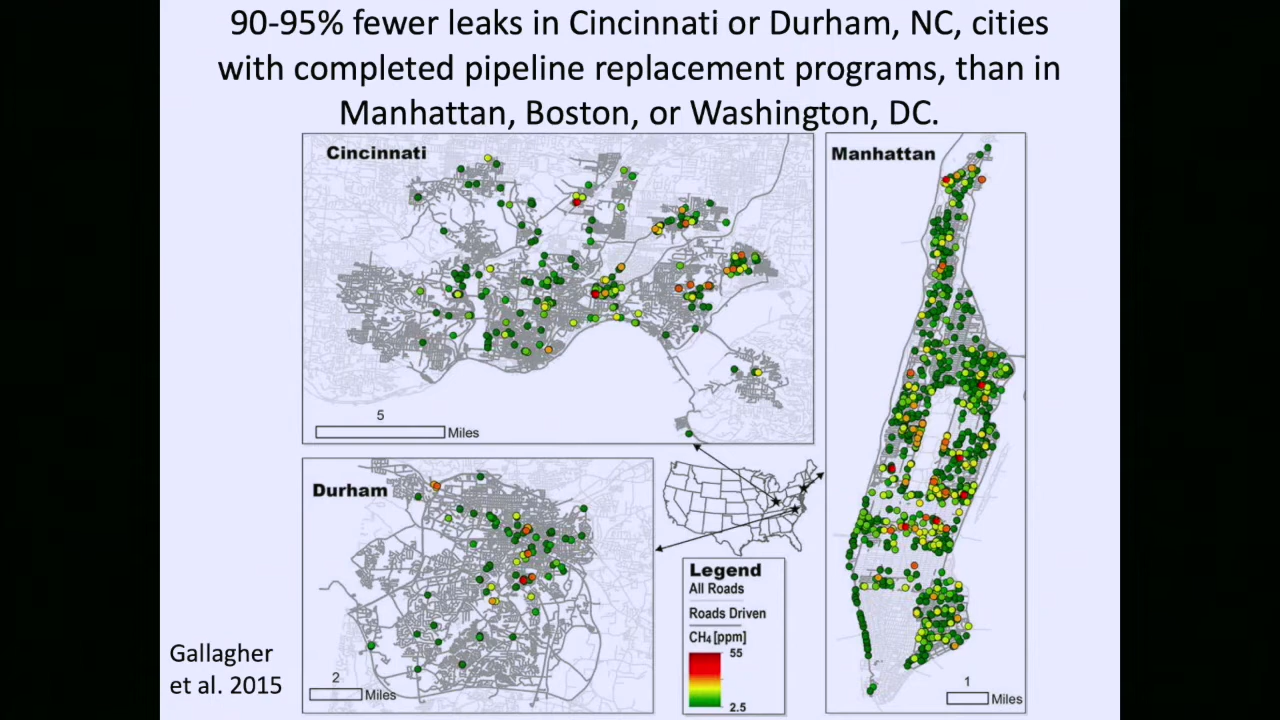 90-95% fewer leaks in Cincinnati or Durham, NC, cities
with completed pipeline replacement programs, than in
Manhattan, Boston, or Washington, DC.
Cincinnati
5
Miles
Manhattan
1
Miles
Durham
2
Miles
Legend
All Roads
Roads Driven
CH₄ [ppm]
55
2.5
Gallagher
et al. 2015